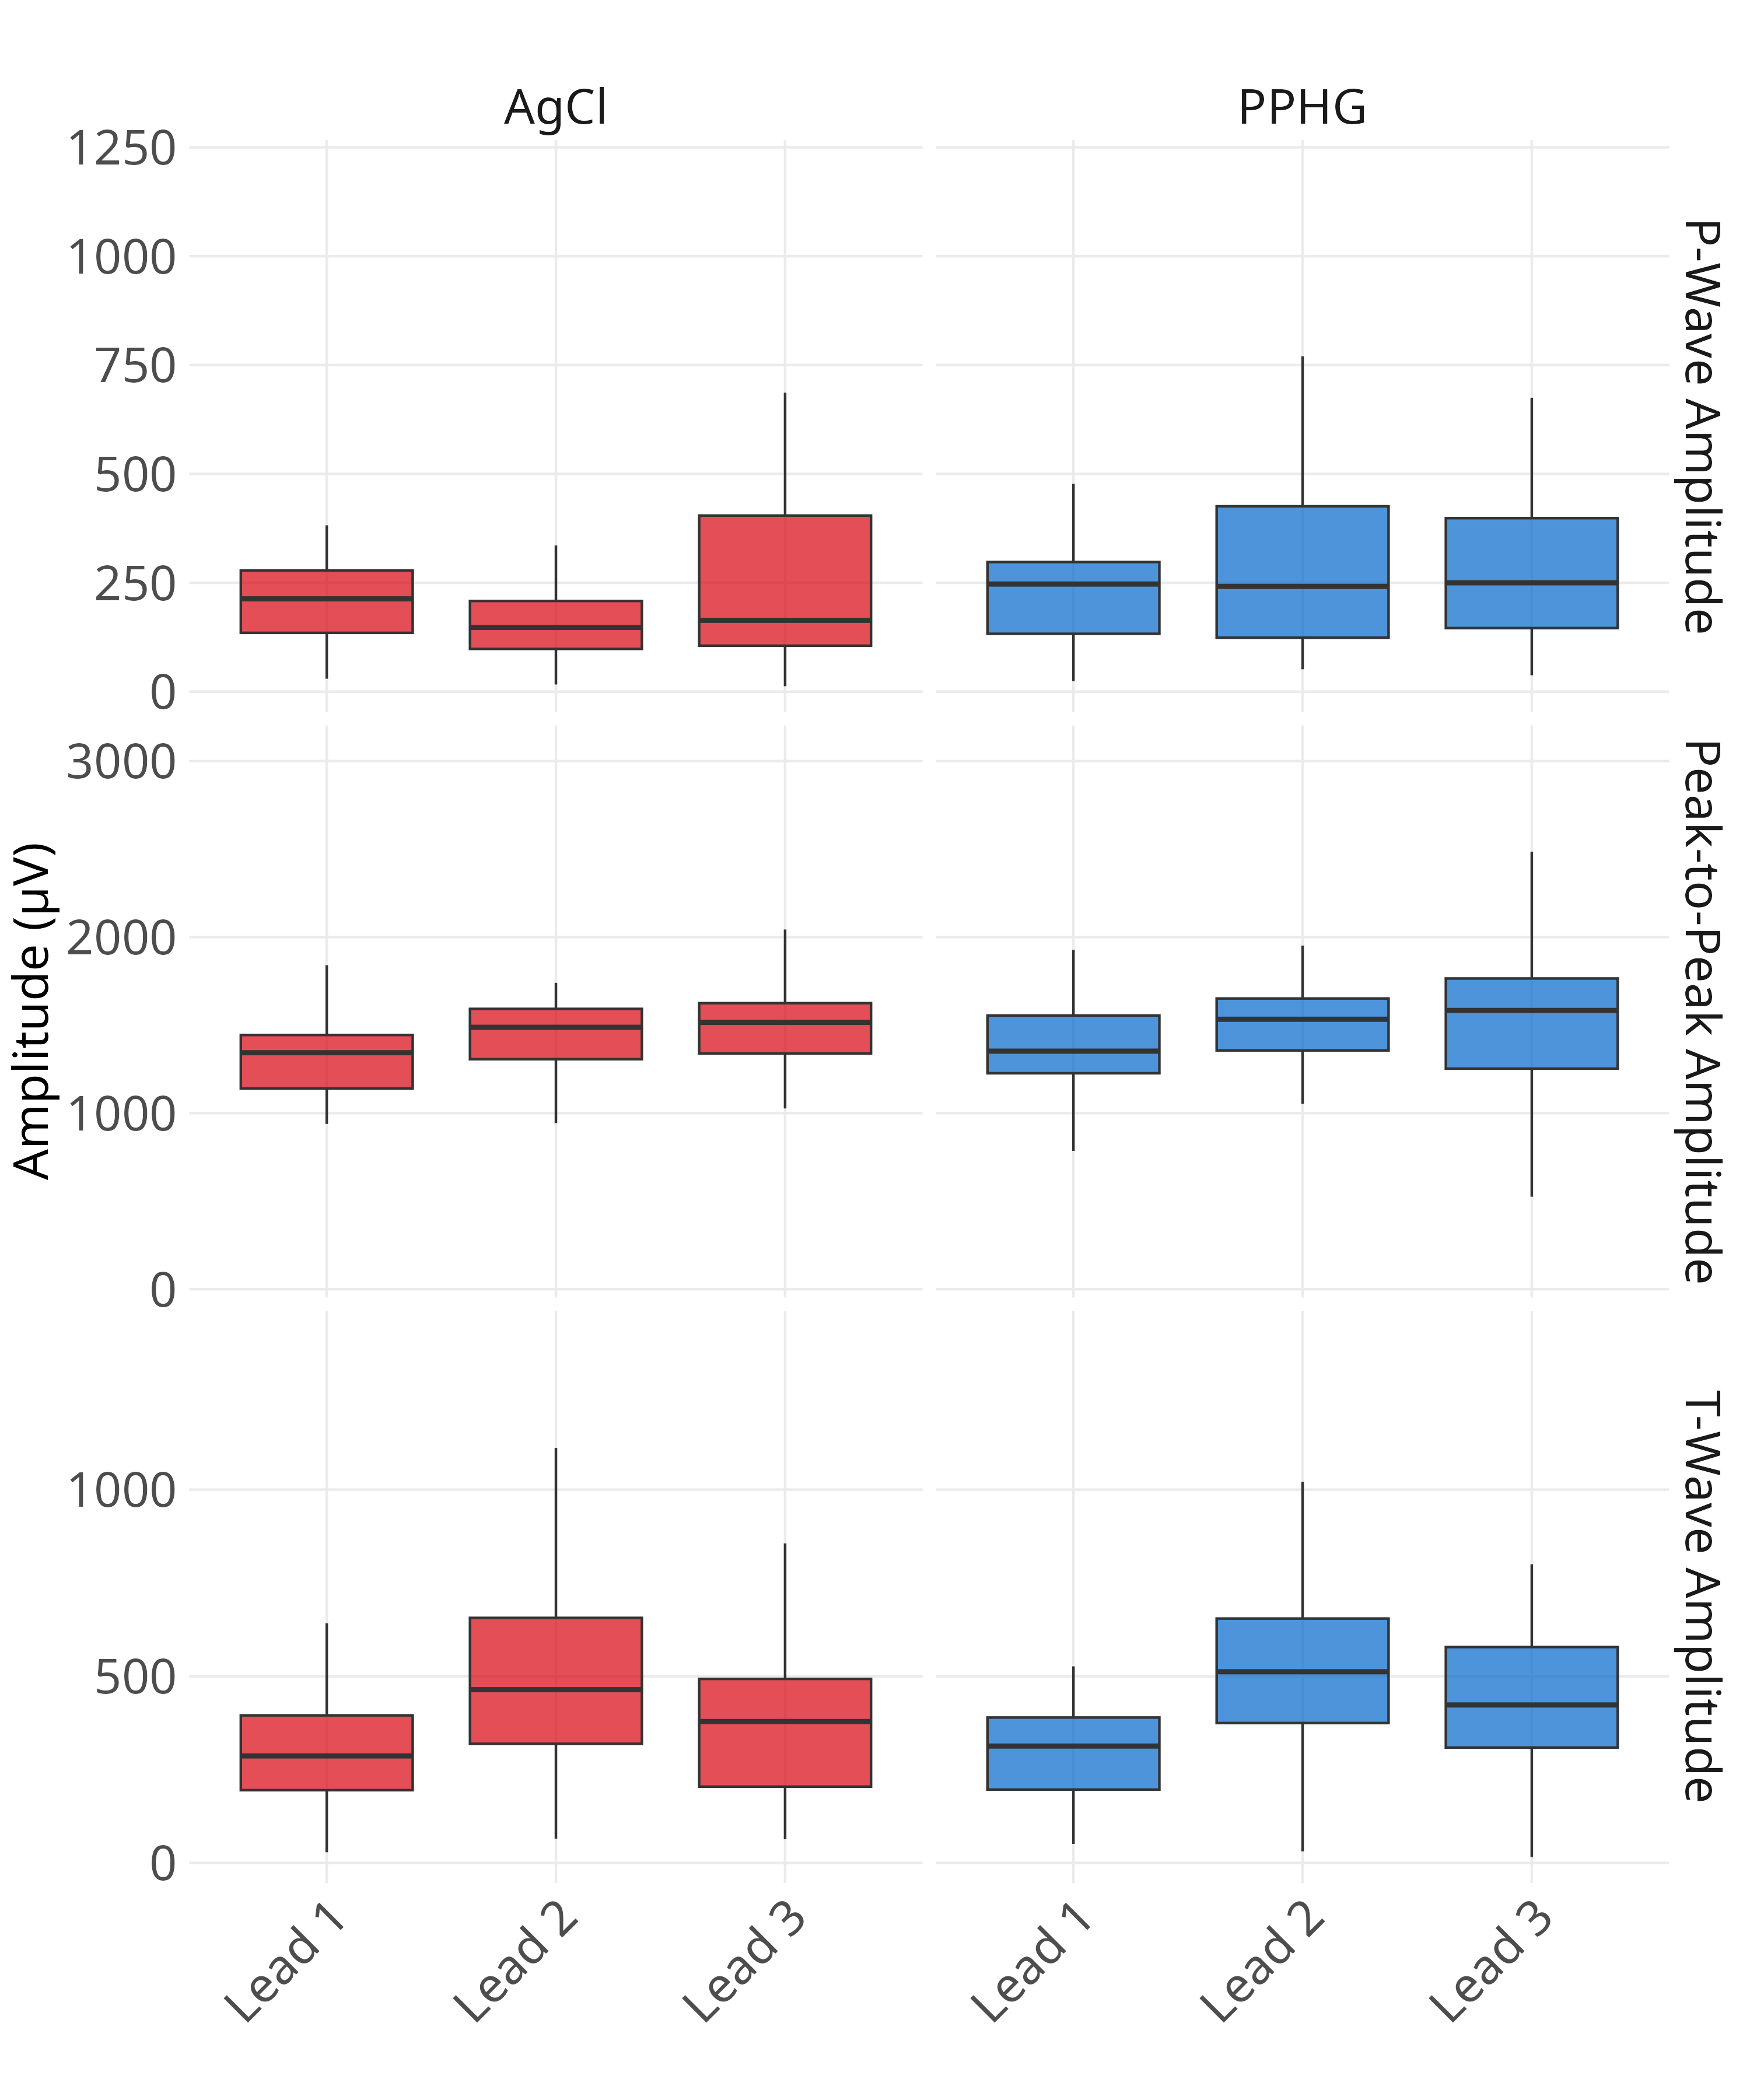 AgCl
PPHG
1250
1000
750
500
250
0
P-Wave Amplitude
3000
2000
1000
0
Peak-to-Peak Amplitude
Amplitude (µV)
1000
500
0
T-Wave Amplitude
Lead 1
Lead 2
Lead 3
Lead 1
Lead 2
Lead 3